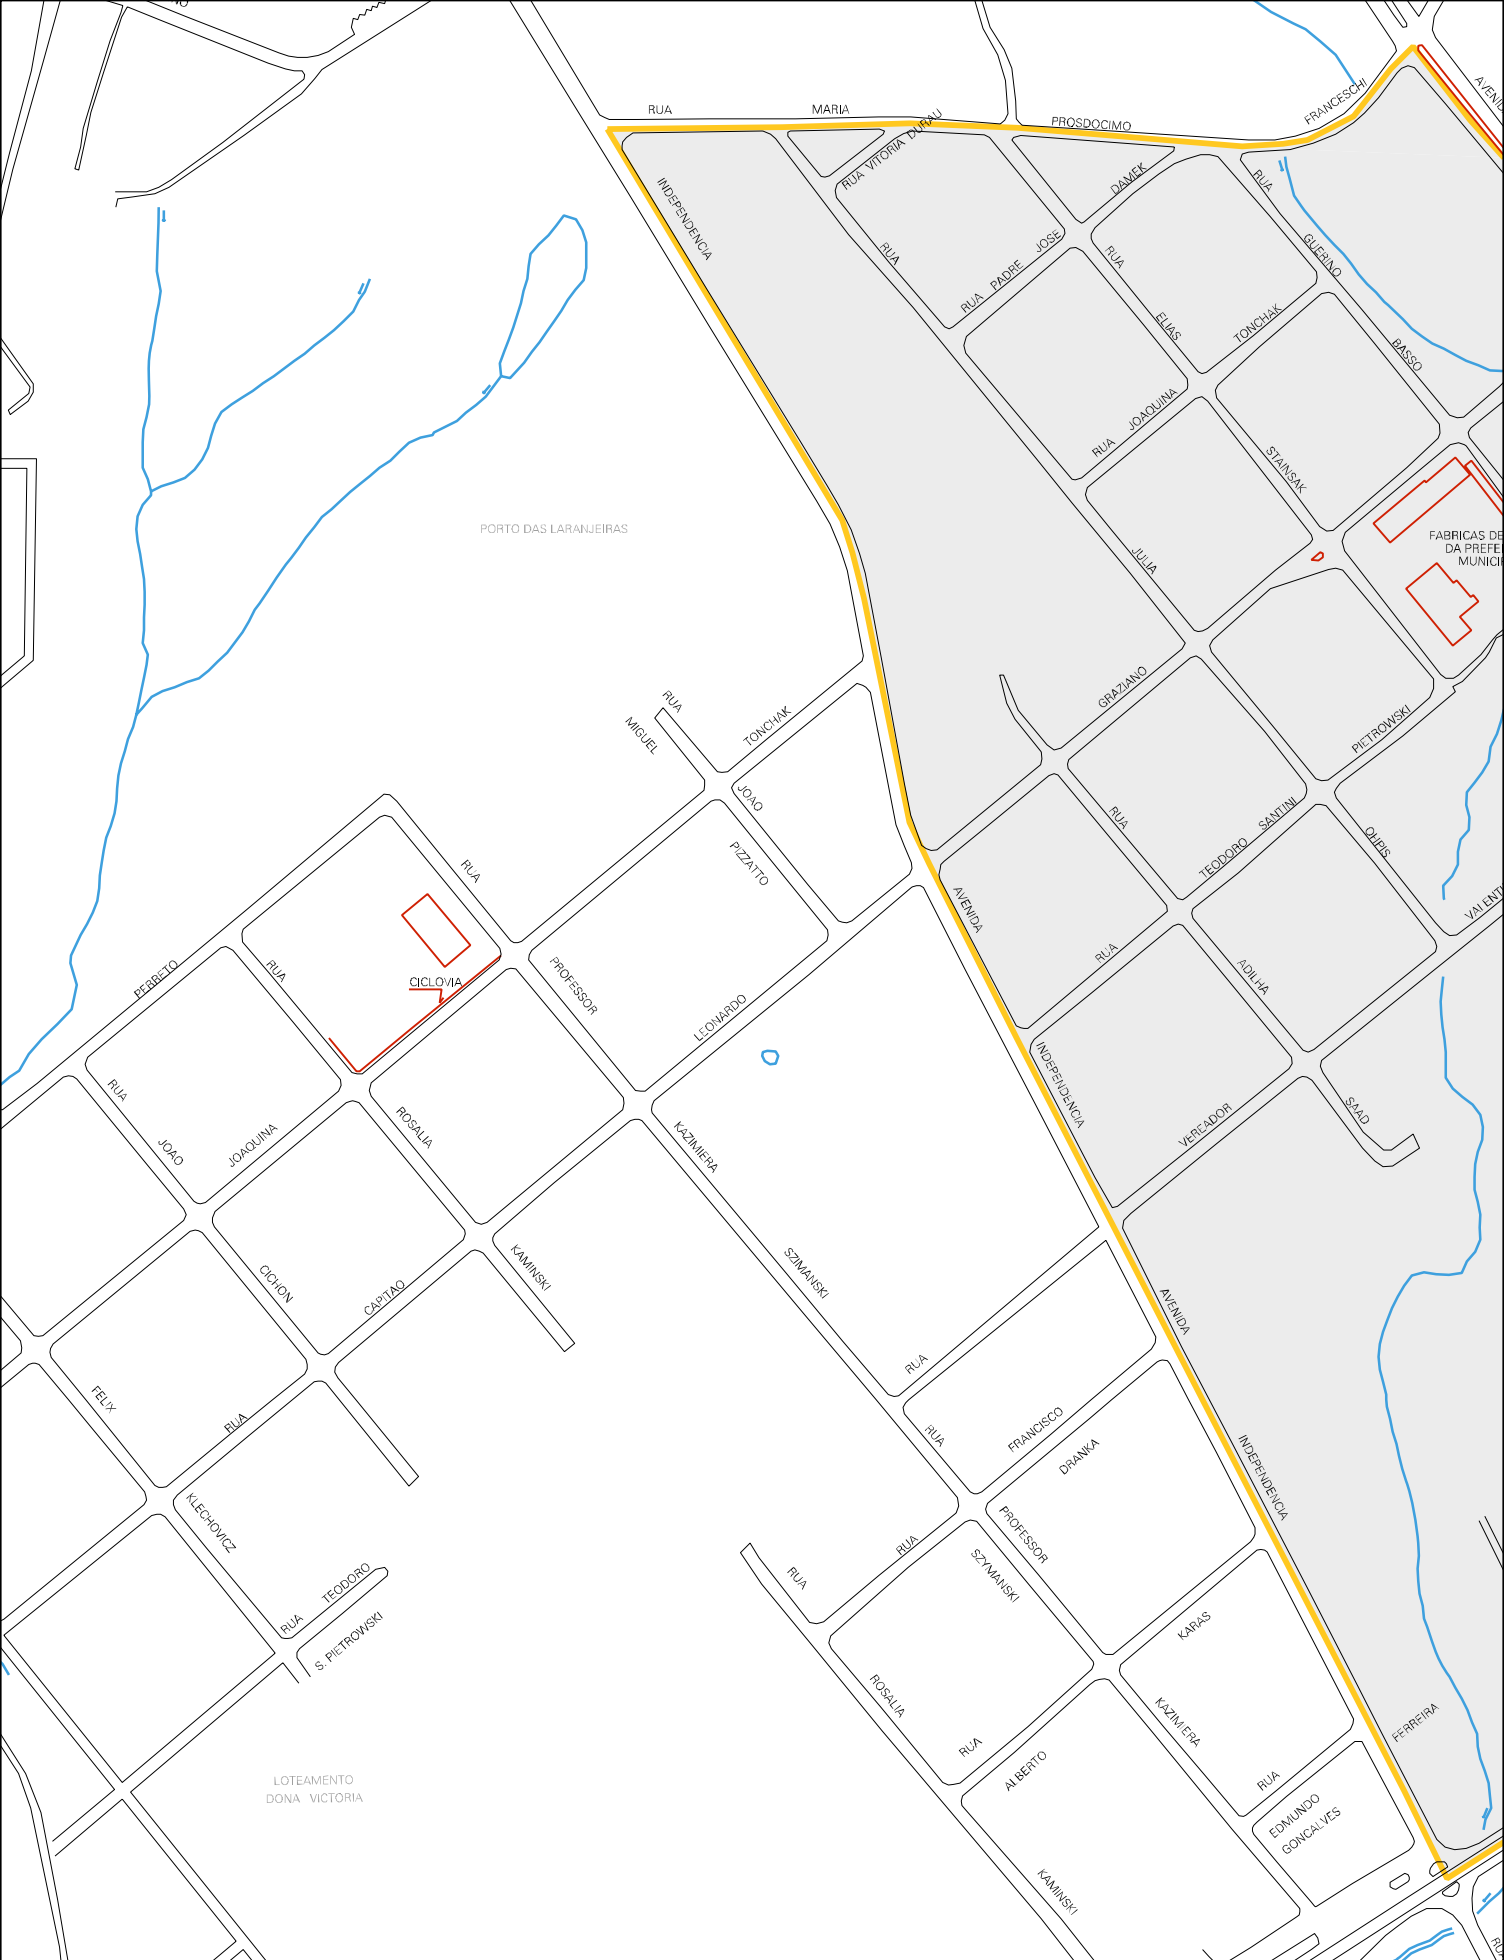 RUA
MARIA
PROSDOCIMO
FRANCESCHI
RUA VITORIA DURAU
DAMEK
INDEPENDENCIA
RUA
RUA PADRE JOSE
RUA
ELIAS
TONCHAK
RUA
GUERINO
BASSO
RUA JOAQUINA
STAINSAK
JULIA
FABRICAS DE
PORTO DAS LARANJEIRAS
GRAZIANO
PIETROWSKI
RUA
MIGUEL
TONCHAK
JOAO
PIZZATTO
RUA
TEODORO SANTINI
OHPIS
RUA
PERRETO
RUA
CICLOVIA
PROFESSOR
LEONARDO
AVENIDA
RUA
ADILHA
INDEPENDENCIA
VEREADOR
SAAD
RUA
JOAO
JOAQUINA
ROSALIA
KAZIMIERA
CICHON
CAPITAO
KAMINSKI
SZIMANSKI
AVENIDA
FELIX
RUA
RUA
RUA
FRANCISCO
DRANKA
INDEPENDENCIA
KLECHOVICZ
RUA TEODORO
S. PIETROWSKI
RUA
RUA
PROFESSOR
SZYMANSKI
KARAS
ROSALIA
KAZIMIERA
FERREIRA
RUA
ALBERTO
RUA
LOTEAMENTO
DONA VICTORIA
EDMUNDO
GONCALVES
KAMINSKI